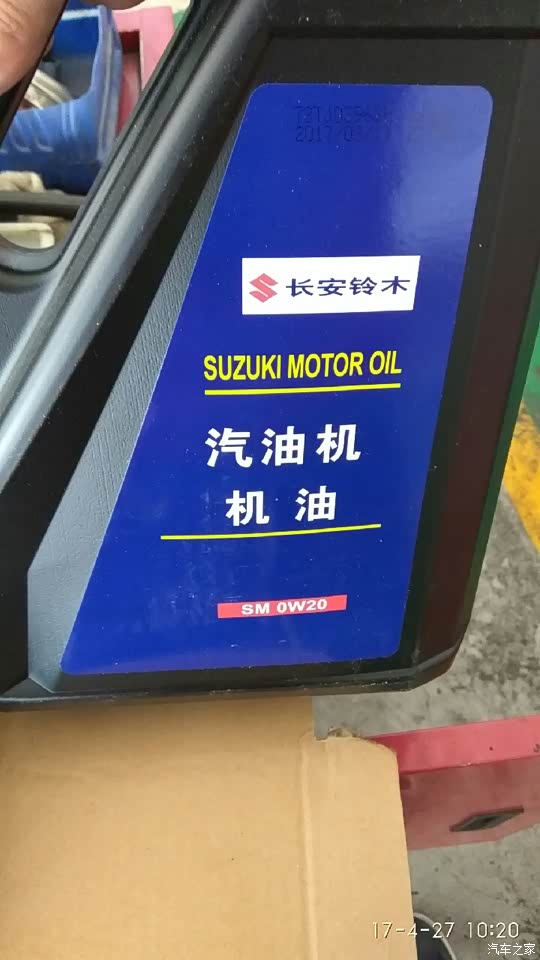 长安铃木
SUZUKI MOTOR OIL
汽油机
机油
SM 0W20
17-4-27 10:20
汽车之家